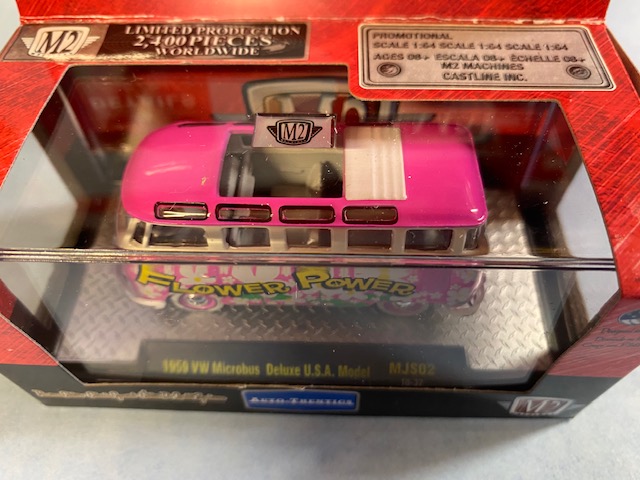 M2
LIMITED PRODUCTION
2,400 PIECES
WORLDWIDE
PROMOTIONAL
SCALE 1:64 SCALE 1:64 SCALE 1:64
AGES 08+ ESCALA 08+ ÉCHELLE 08+
M2 MACHINES
CASTLINE INC.
M2
FLOWER POWER
1959 VW Microbus Deluxe U.S.A. Model MJS02
AUTO-THENTICS
M2